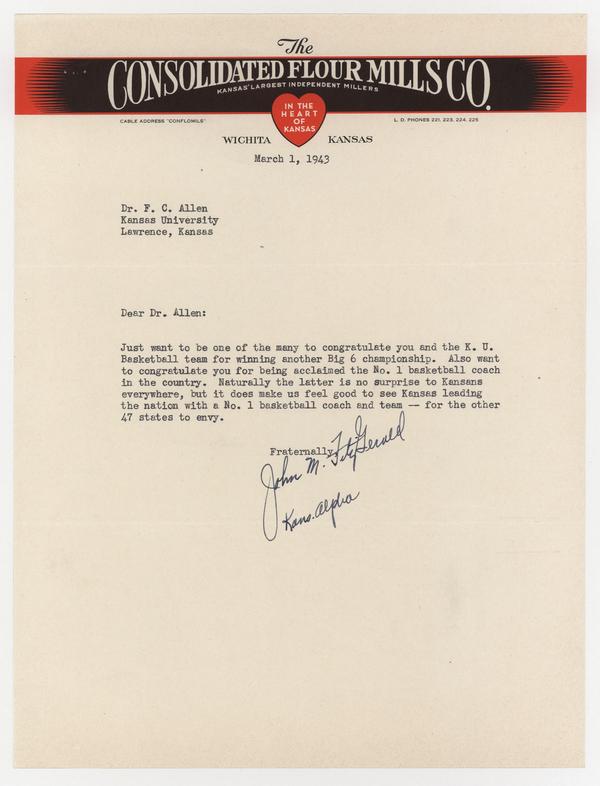 The
CONSOLIDATED FLOUR MILLS CO.
KANSAS' LARGEST INDEPENDENT MILLERS
IN THE
HEART
OF
KANSAS
CABLE ADDRESS "CONFLOMILS"
L. D. PHONES 221, 223, 224, 225
WICHITA KANSAS
March 1, 1943
Dr. F. C. Allen
Kansas University
Lawrence, Kansas
Dear Dr. Allen:
Just want to be one of the many to congratulate you and the K. U.
Basketball team for winning another Big 6 championship. Also want
to congratulate you for being acclaimed the No. 1 basketball coach
in the country. Naturally the latter is no surprise to Kansans
everywhere, but it does make us feel good to see Kansas leading
the nation with a No. 1 basketball coach and team -- for the other
47 states to envy.
Fraternally,
John M. FitzGerald
Kans. Alpha